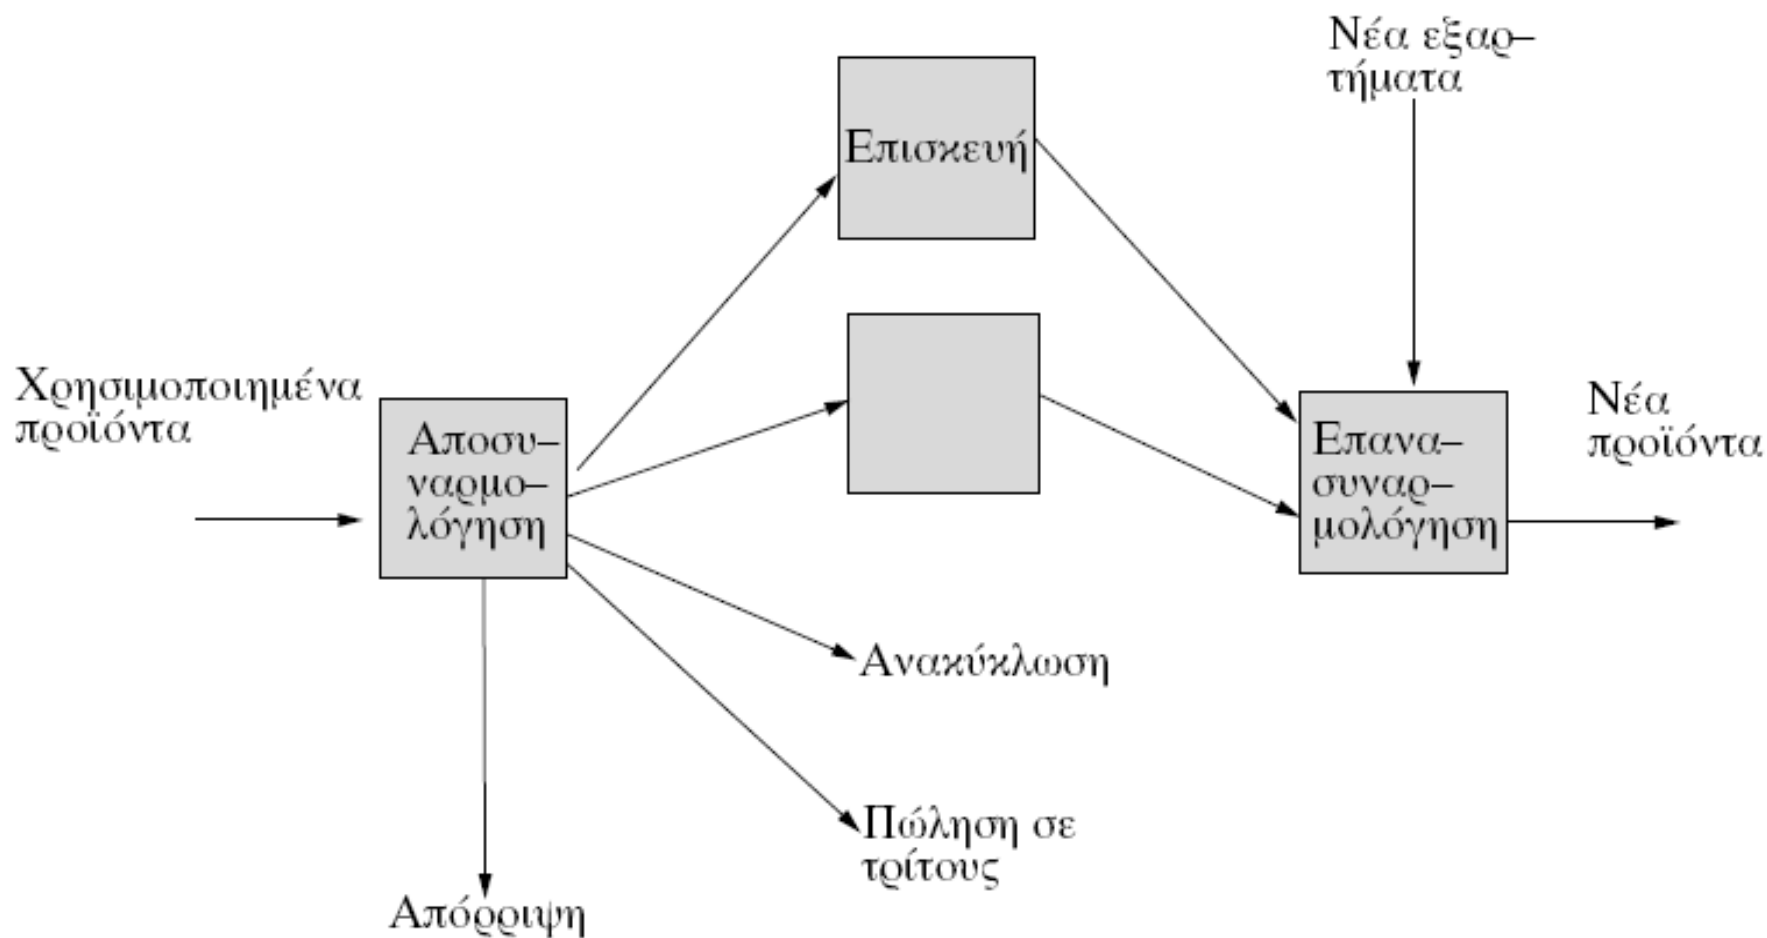 Νέα εξαρ–
τήματα
Επισκευή
Χρησιμοποιημένα
προϊόντα
Αποσυ–
ναρμο–
λόγηση
Επανα–
συναρ–
μολόγηση
Νέα
προϊόντα
Ανακύκλωση
Πώληση σε
τρίτους
Απόρριψη